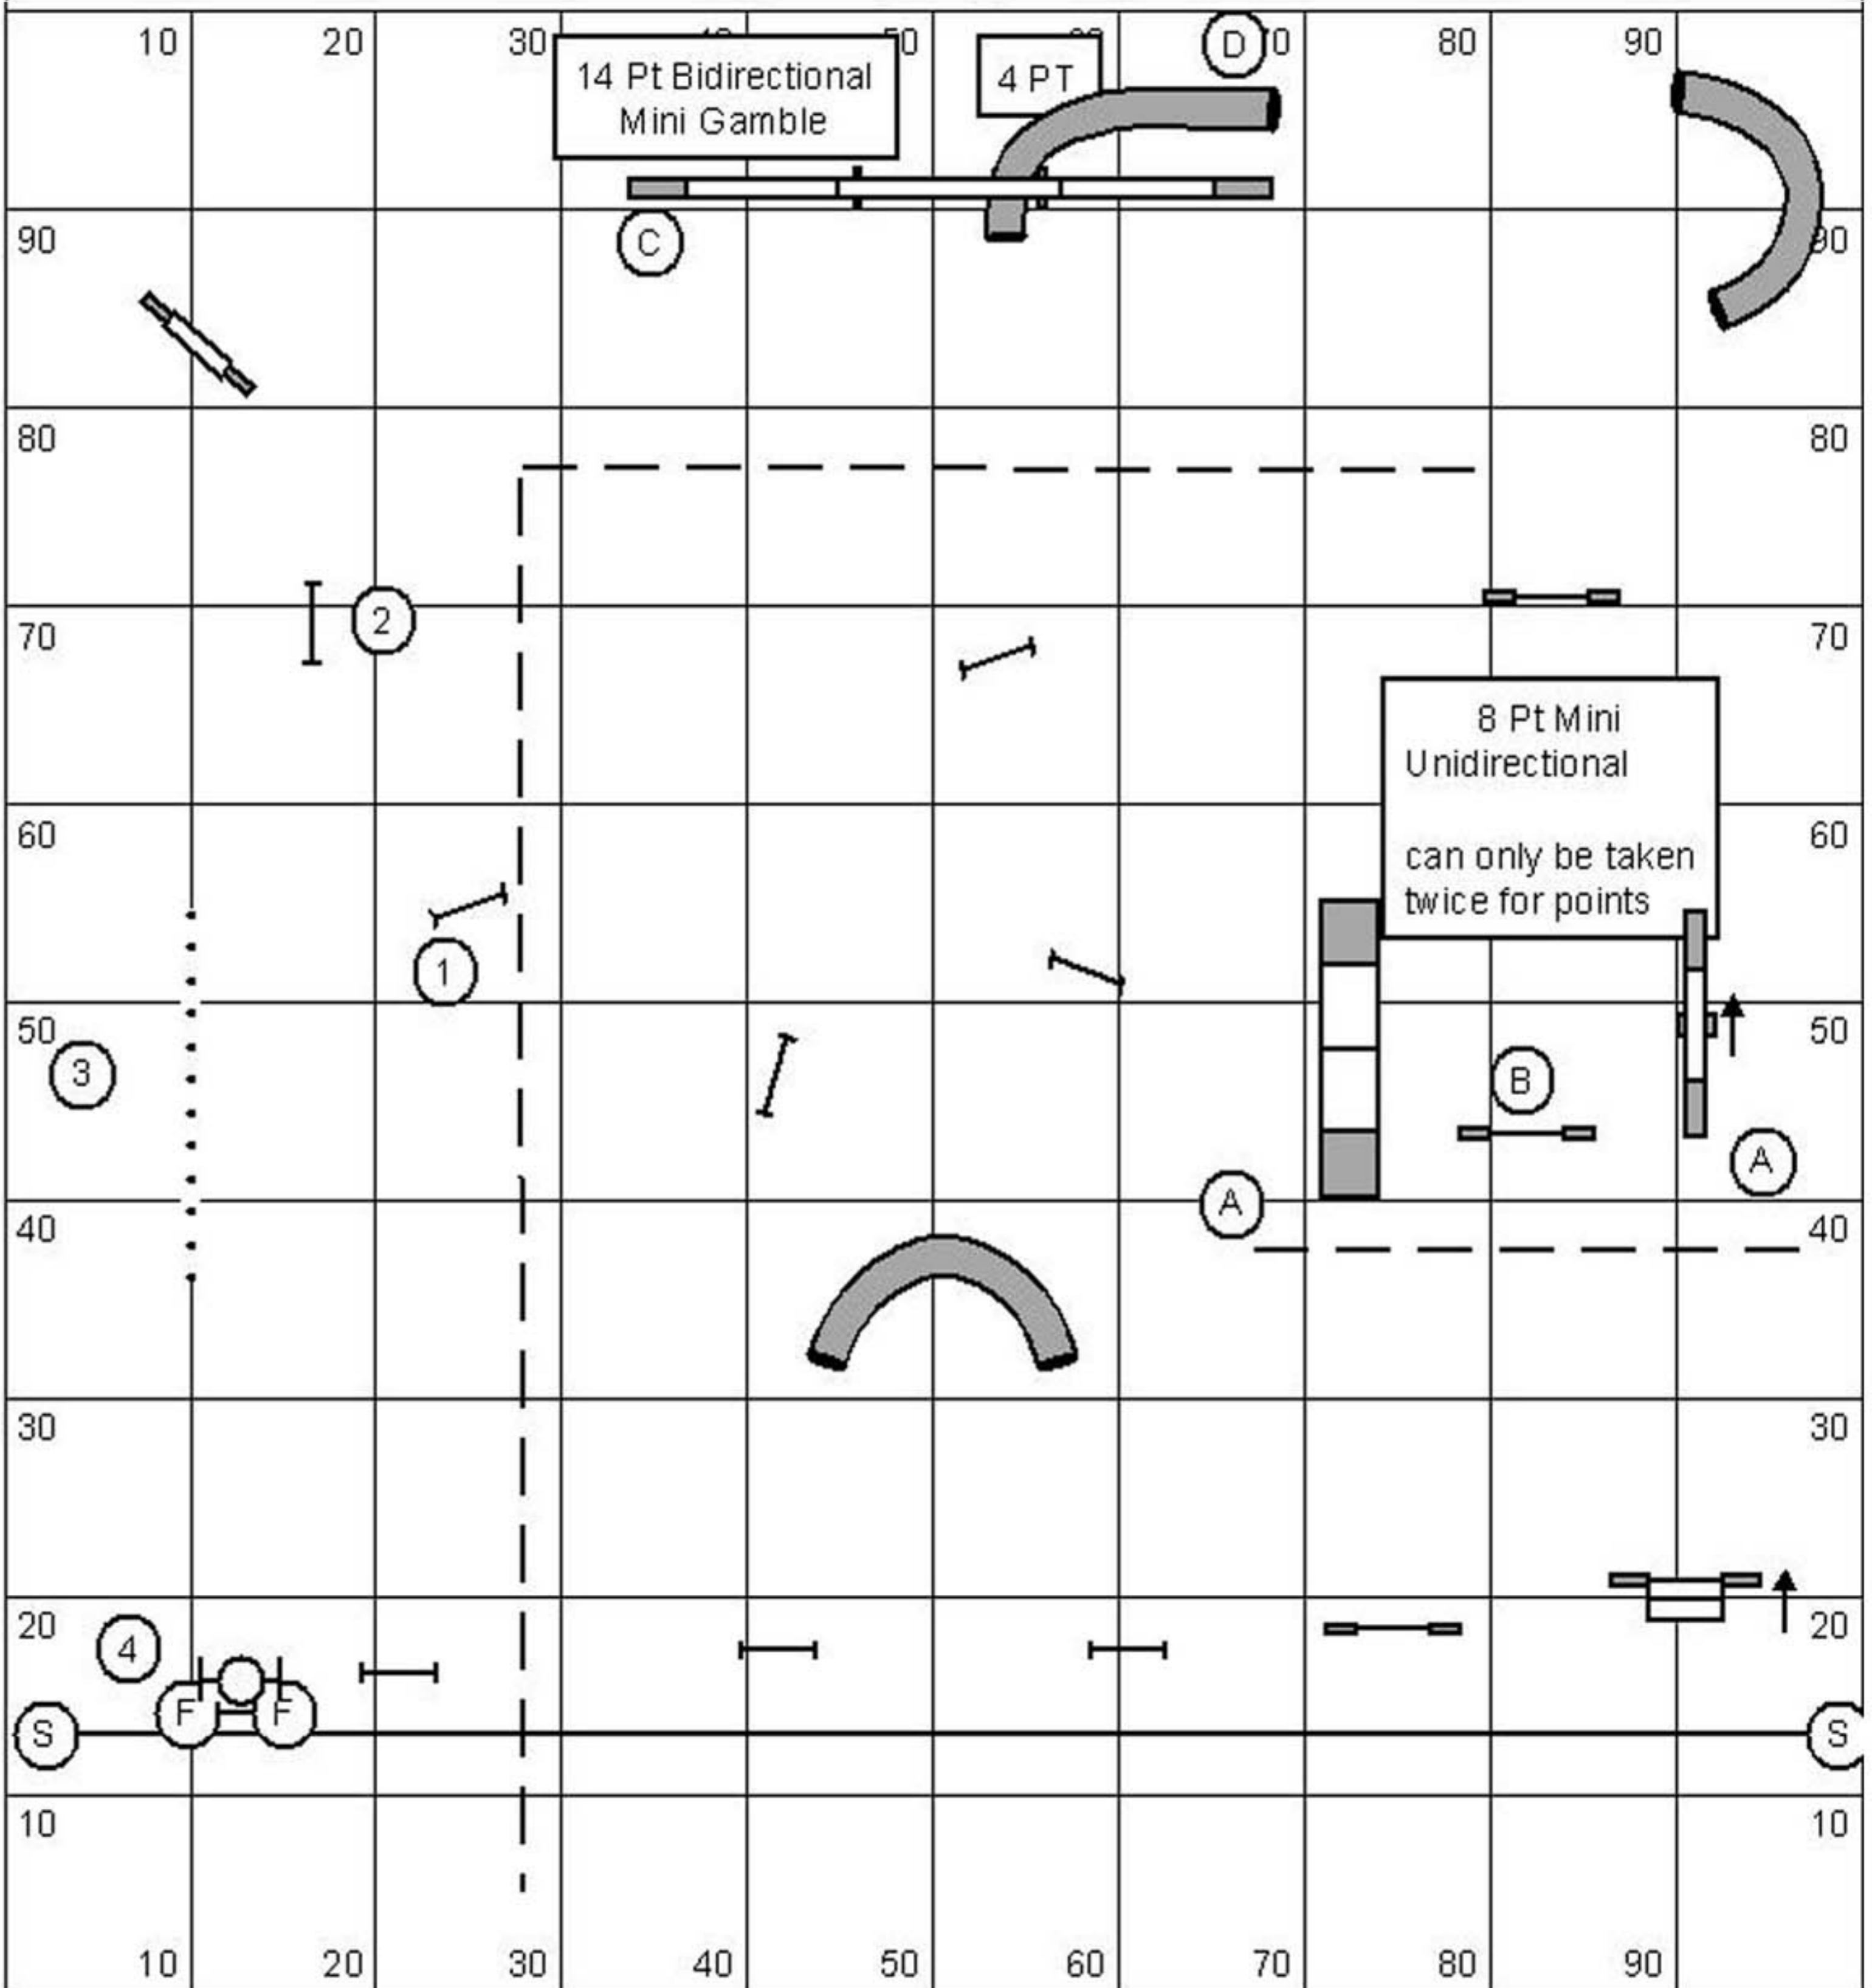 10 20 30 50 80 90
D
14 Pt Bidirectional
Mini Gamble
4 PT
90 90
C
80 80
2
70 70
8 Pt Mini
Unidirectional
can only be taken
twice for points
60 60
1
50 50
3
B
A A
40 40
30 30
20 20
4
F F
S S
10 10
10 20 30 40 50 60 70 80 90